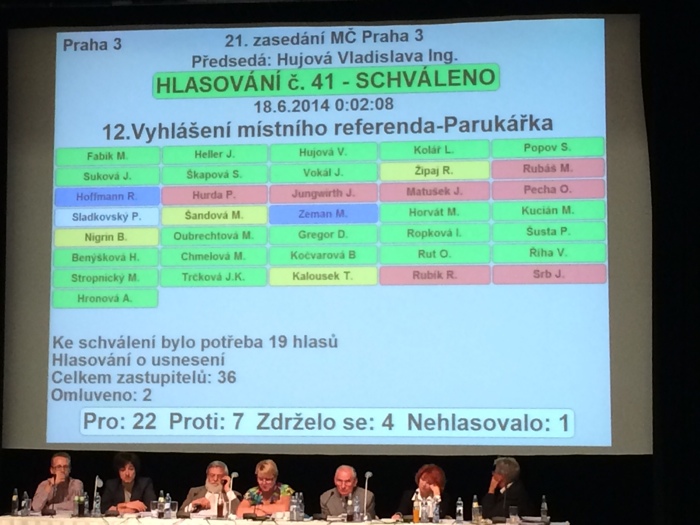 Praha 3
21. zasedání MČ Praha 3
Předsedá: Hujová Vladislava Ing.
HLASOVÁNÍ č. 41 - SCHVÁLENO
18.6.2014 0:02:08
12.Vyhlášení místního referenda-Parukářka
Fabík M. Heller J. Hujová V. Kolář L. Popov S.
Suková J. Škapová S. Vokál J. Žipaj R. Rubáš M.
Hoffmann R. Hurda P. Jungwirth J. Matušek J. Pecha O.
Sladkovský P. Šandová M. Zeman M. Horvát M. Kucián M.
Nigrin B. Oubrechtová M. Gregor D. Ropková I. Šusta P.
Benýšková H. Chmelová M. Kočvarová B Rut O. Říha V.
Stropnický M. Trčková J.K. Kalousek T. Rubík R. Srb J.
Hronová A.
Ke schválení bylo potřeba 19 hlasů
Hlasování o usnesení
Celkem zastupitelů: 36
Omluveno: 2
Pro: 22 Proti: 7 Zdrželo se: 4 Nehlasovalo: 1